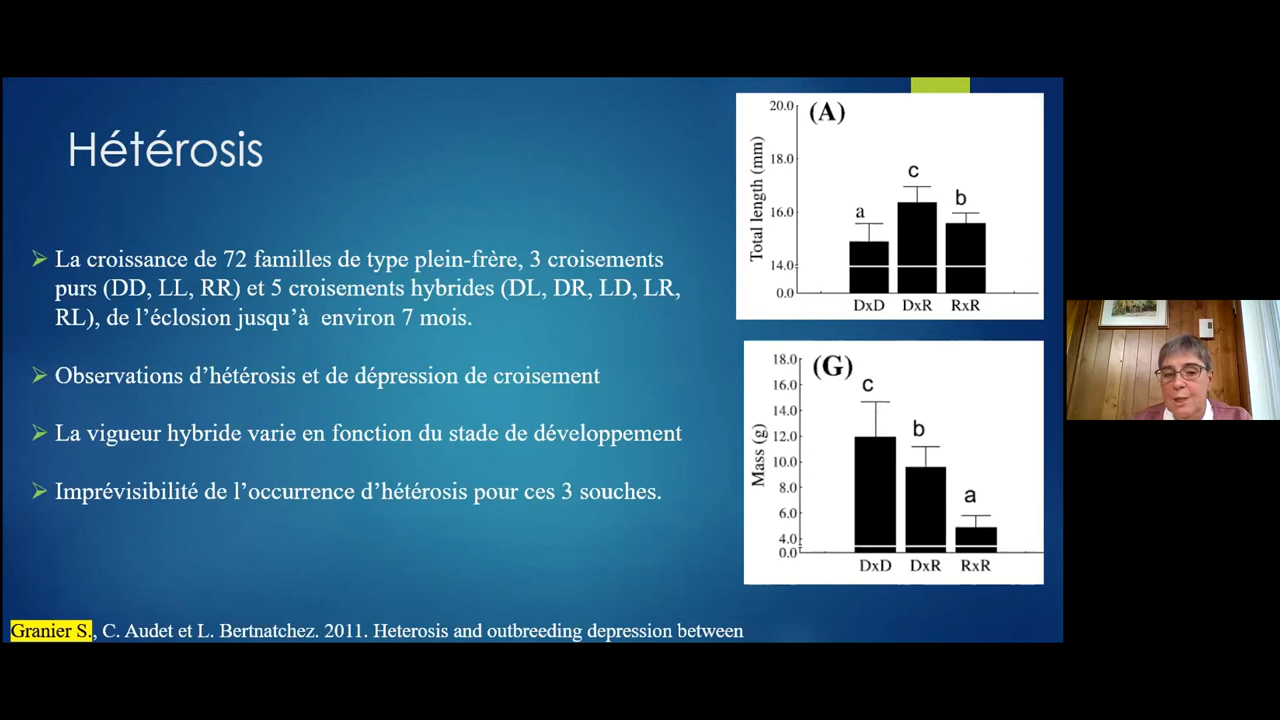 Hétérosis
La croissance de 72 familles de type plein-frère, 3 croisements
purs (DD, LL, RR) et 5 croisements hybrides (DL, DR, LD, LR,
RL), de l’éclosion jusqu’à environ 7 mois.
Observations d’hétérosis et de dépression de croisement
La vigueur hybride varie en fonction du stade de développement
Imprévisibilité de l’occurrence d’hétérosis pour ces 3 souches.
Granier S., C. Audet et L. Bertnatchez. 2011. Heterosis and outbreeding depression between
(A)
Total length (mm)
20.0
18.0
16.0
14.0
0.0
a
c
b
DxD DxR RxR
(G)
Mass (g)
18.0
16.0
14.0
12.0
10.0
8.0
6.0
4.0
0.0
c
b
a
DxD DxR RxR